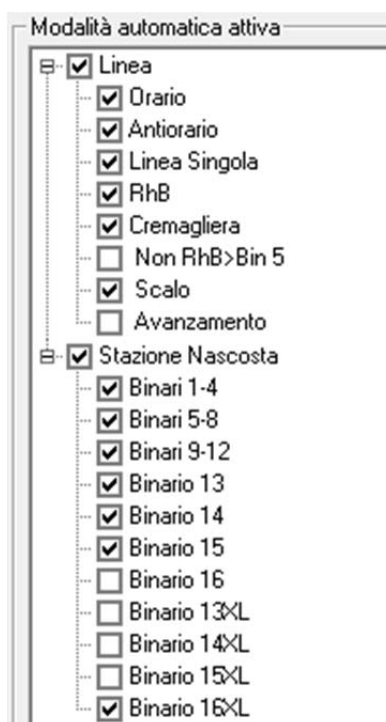 Modalità automatica attiva
Linea
Orario
Antiorario
Linea Singola
RhB
Cremagliera
Non RhB>Bin 5
Scalo
Avanzamento
Stazione Nascosta
Binari 1-4
Binari 5-8
Binari 9-12
Binario 13
Binario 14
Binario 15
Binario 16
Binario 13XL
Binario 14XL
Binario 15XL
Binario 16XL